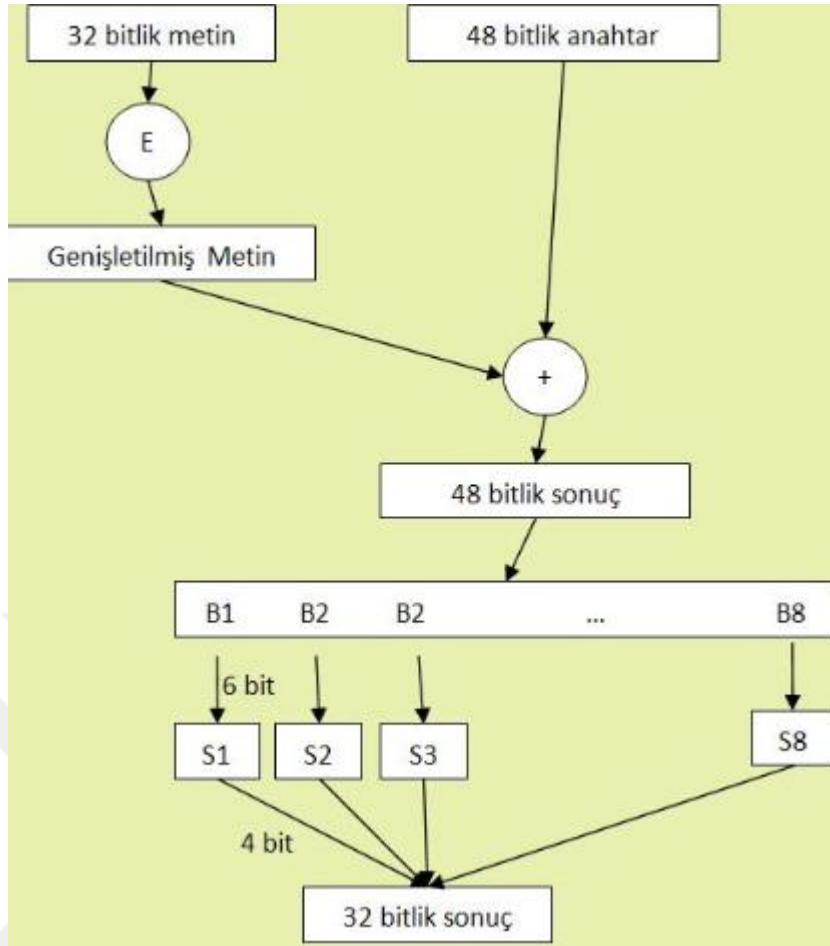 32 bitlik metin
48 bitlik anahtar
E
Genişletilmiş Metin
+
48 bitlik sonuç
B1 B2 B2 ... B8
6 bit
S1 S2 S3 S8
4 bit
32 bitlik sonuç